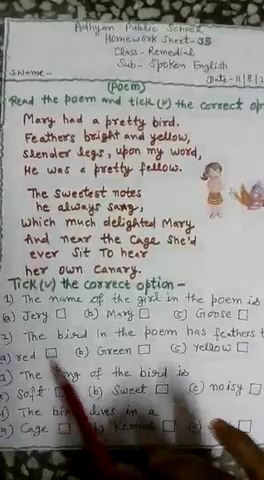 Adhyan Public School
Homework Sheet-35
Class- Remedial
Sub- Spoken English
S.Name-
Date-11/8/2
(Poem)
Read the poem and tick (✓) the correct op
Mary had a pretty bird.
Feathers bright and yellow,
Slender legs, upon my word,
He was a pretty fellow.
The Sweetest notes
he always sang,
which much delighted Mary
And near the Cage she'd
ever sit To hear
her own Canary.
Tick (✓) the correct option-
1) The name of the girl in the poem is
(a) Jery (b) Mary (c) Goose
2) The bird in the poem has feathers t
(a) red (b) Green (c) Yellow
The song of the bird is
a) Soft (b) Sweet (c) noisy
The bird lives in a
Cage